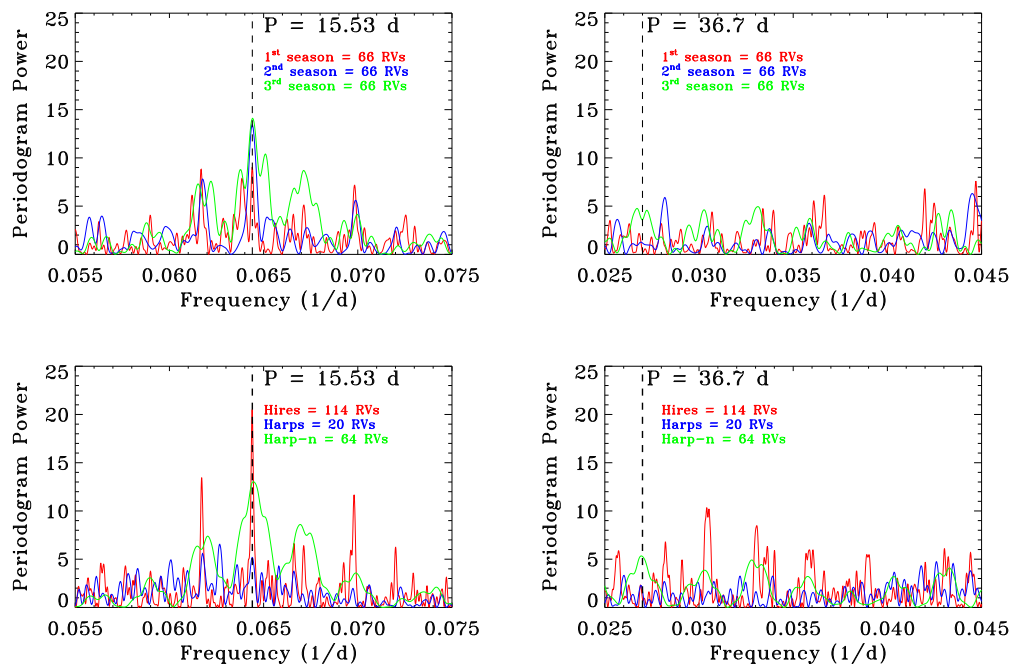 P = 15.53 d
1st season = 66 RVs
2nd season = 66 RVs
3rd season = 66 RVs
Periodogram Power
25
20
15
10
5
0
0.055 0.060 0.065 0.070 0.075
Frequency (1/d)
P = 36.7 d
1st season = 66 RVs
2nd season = 66 RVs
3rd season = 66 RVs
Periodogram Power
25
20
15
10
5
0
0.025 0.030 0.035 0.040 0.045
Frequency (1/d)
P = 15.53 d
Hires = 114 RVs
Harps = 20 RVs
Harp-n = 64 RVs
Periodogram Power
25
20
15
10
5
0
0.055 0.060 0.065 0.070 0.075
Frequency (1/d)
P = 36.7 d
Hires = 114 RVs
Harps = 20 RVs
Harp-n = 64 RVs
Periodogram Power
25
20
15
10
5
0
0.025 0.030 0.035 0.040 0.045
Frequency (1/d)